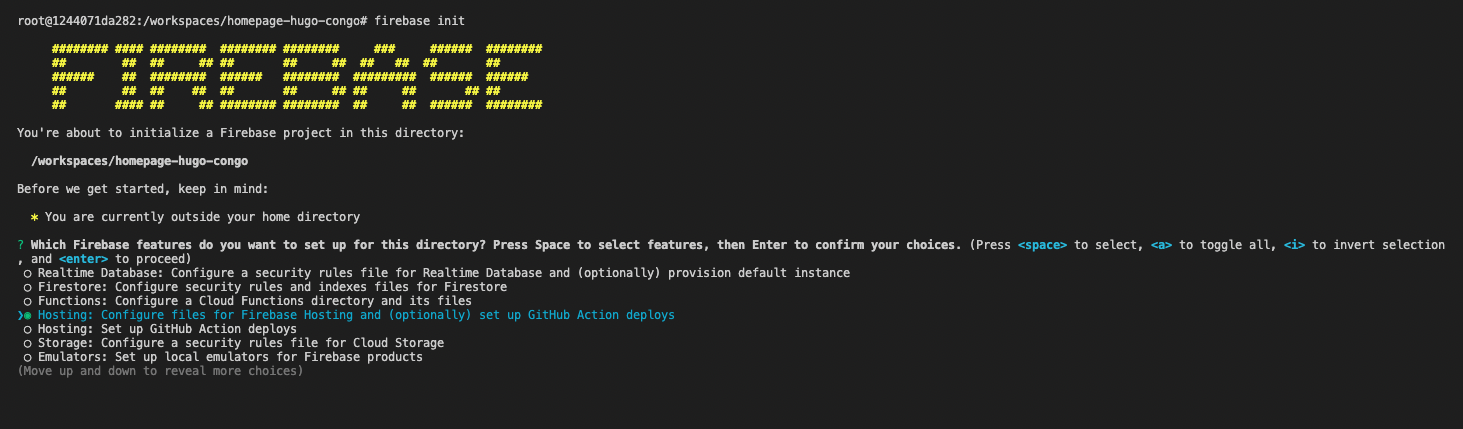 root@1244071da282:/workspaces/homepage-hugo-congo# firebase init
######## #### ########  ######## ########     ###     ######  ########
##        ##  ##     ## ##       ##     ##  ##   ##  ##       ##
######    ##  ########  ######   ########  #########  ######  ######
##        ##  ##    ##  ##       ##     ## ##     ##       ## ##
##       #### ##     ## ######## ########  ##     ##  ######  ########
You're about to initialize a Firebase project in this directory:
/workspaces/homepage-hugo-congo
Before we get started, keep in mind:
* You are currently outside your home directory
? Which Firebase features do you want to set up for this directory? Press Space to select features, then Enter to confirm your choices. (Press <space> to select, <a> to toggle all, <i> to invert selection
, and <enter> to proceed)
○ Realtime Database: Configure a security rules file for Realtime Database and (optionally) provision default instance
○ Firestore: Configure security rules and indexes files for Firestore
○ Functions: Configure a Cloud Functions directory and its files
❯◉ Hosting: Configure files for Firebase Hosting and (optionally) set up GitHub Action deploys
○ Hosting: Set up GitHub Action deploys
○ Storage: Configure a security rules file for Cloud Storage
○ Emulators: Set up local emulators for Firebase products
(Move up and down to reveal more choices)